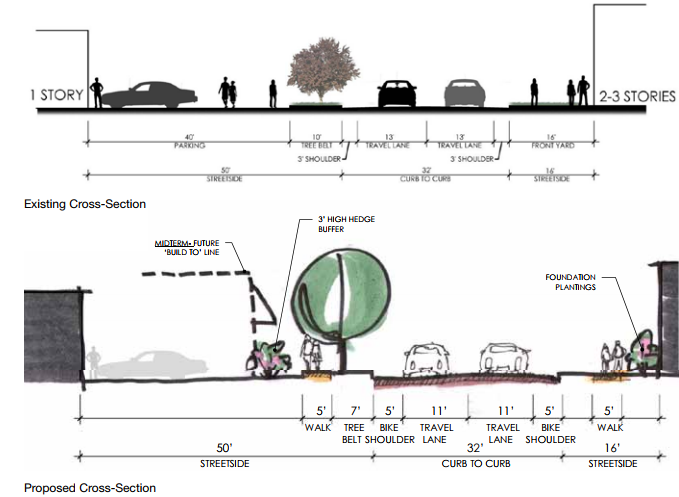 1 STORY
2-3 STORIES
40'
10'
13'
13'
16'
PARKING
TREE BELT
TRAVEL LANE
TRAVEL LANE
FRONT YARD
3' SHOULDER
3' SHOULDER
50'
32'
16'
STREETSIDE
CURB TO CURB
STREETSIDE
Existing Cross-Section
3' HIGH HEDGE
BUFFER
MIDTERM+ FUTURE
'BUILD TO' LINE
FOUNDATION
PLANTINGS
5'
7'
5'
11'
11'
5'
5'
WALK
TREE
BELT
BIKE
SHOULDER
TRAVEL
LANE
TRAVEL
LANE
BIKE
SHOULDER
WALK
50'
32'
16'
STREETSIDE
CURB TO CURB
STREETSIDE
Proposed Cross-Section